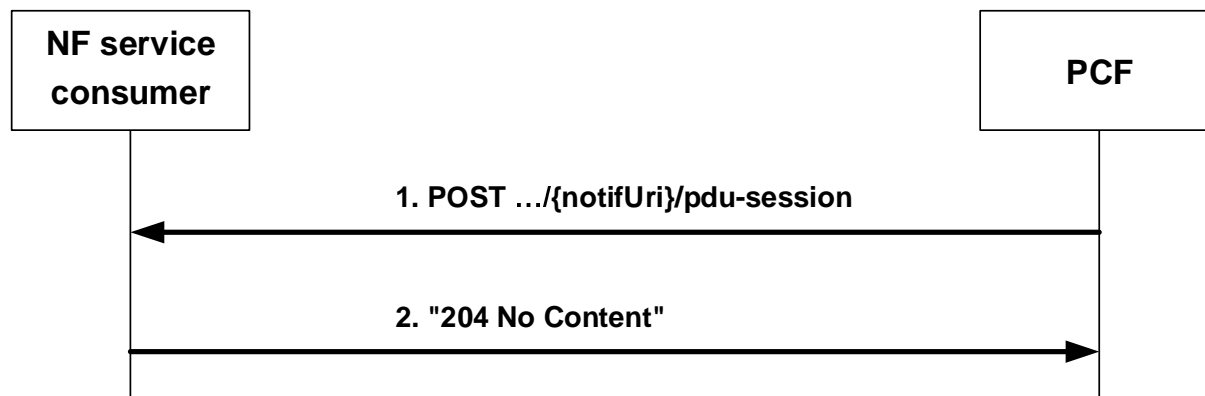 NF service
consumer
PCF
1. POST …/{notifUri}/pdu-session
2. "204 No Content"